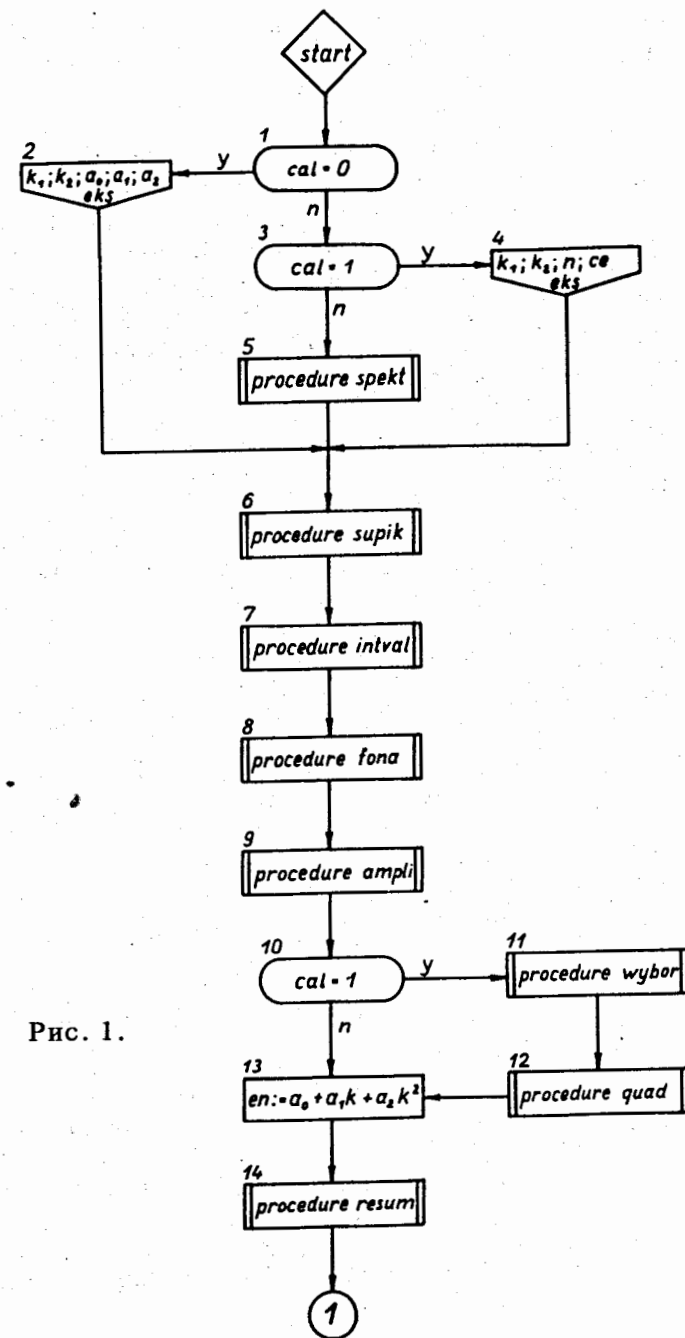 start
1
cal = 0
y
n
2
k₁; k₂; a₀; a₁; a₂
eks
3
cal = 1
y
n
4
k₁; k₂; n; ce
eks
5
procedure spekt
6
procedure supik
7
procedure intval
8
procedure fona
9
procedure ampli
10
cal = 1
y
n
11
procedure wybor
12
procedure quad
13
en:=a₀+a₁k+a₂k²
14
procedure resum
1
Рис. 1.